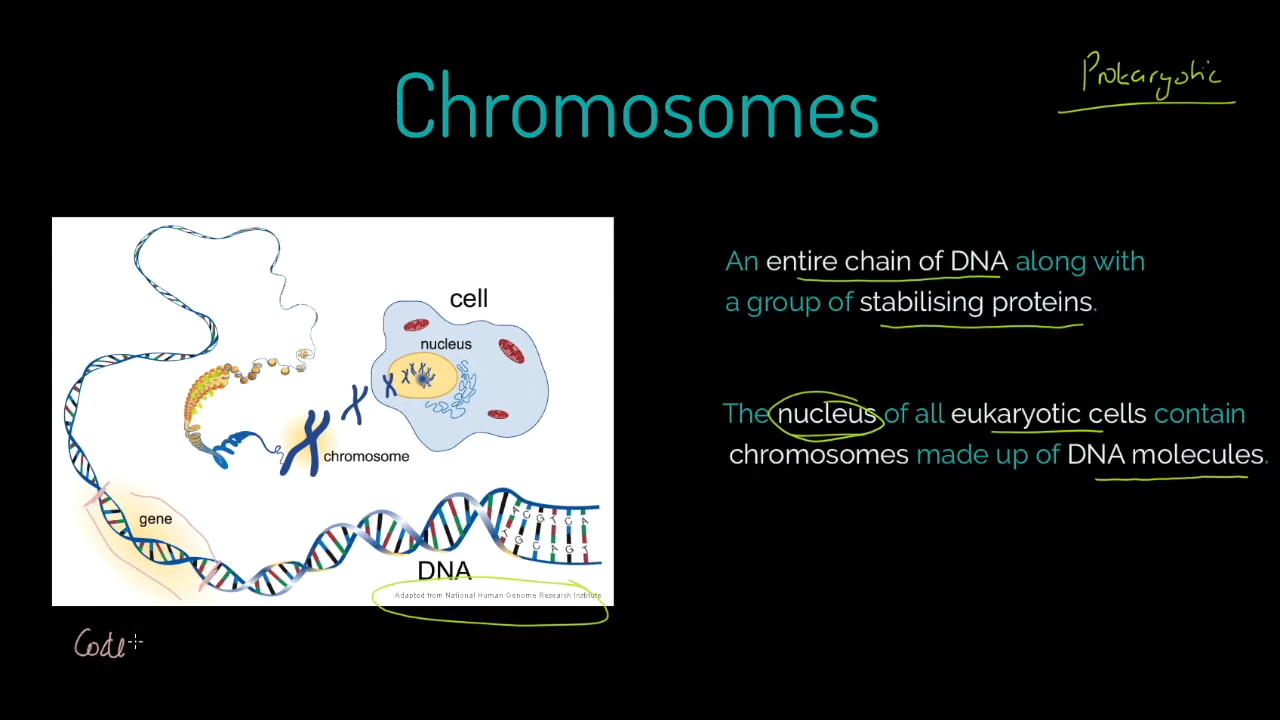 Prokaryotic
Chromosomes
An entire chain of DNA along with
a group of stabilising proteins.
The nucleus of all eukaryotic cells contain
chromosomes made up of DNA molecules.
cell
nucleus
chromosome
gene
A C G T C A
T G C A G T
DNA
Adapted from National Human Genome Research Institute
Code